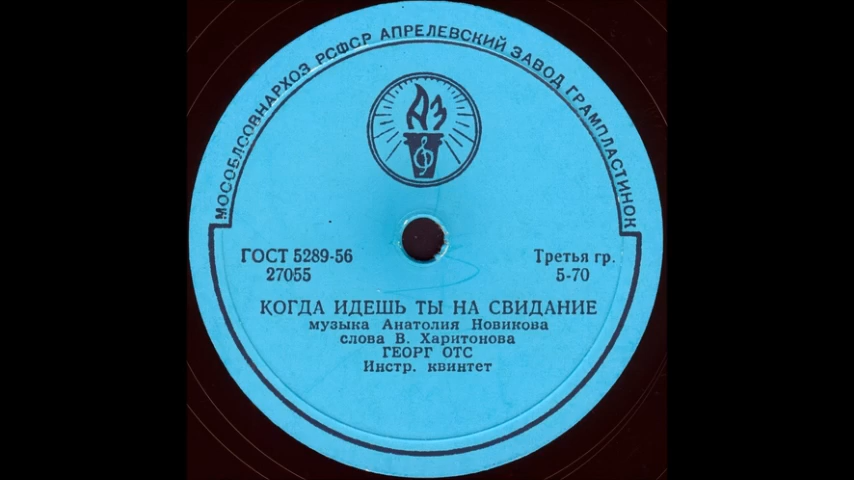 МОСОБЛСОВНАРХОЗ РСФСР АПРЕЛЕВСКИЙ ЗАВОД ГРАМПЛАСТИНОК
АЗ
ГОСТ 5289-56
27055
Третья гр.
5-70
КОГДА ИДЕШЬ ТЫ НА СВИДАНИЕ
музыка Анатолия Новикова
слова В. Харитонова
ГЕОРГ ОТС
Инстр. квинтет